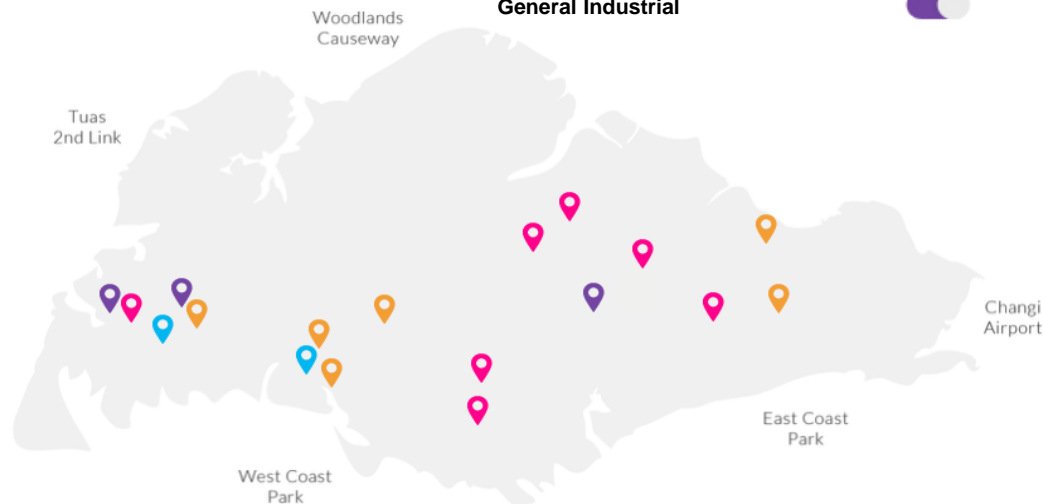 General Industrial
Woodlands
Causeway
Tuas
2nd Link
Changi
Airport
East Coast
Park
West Coast
Park